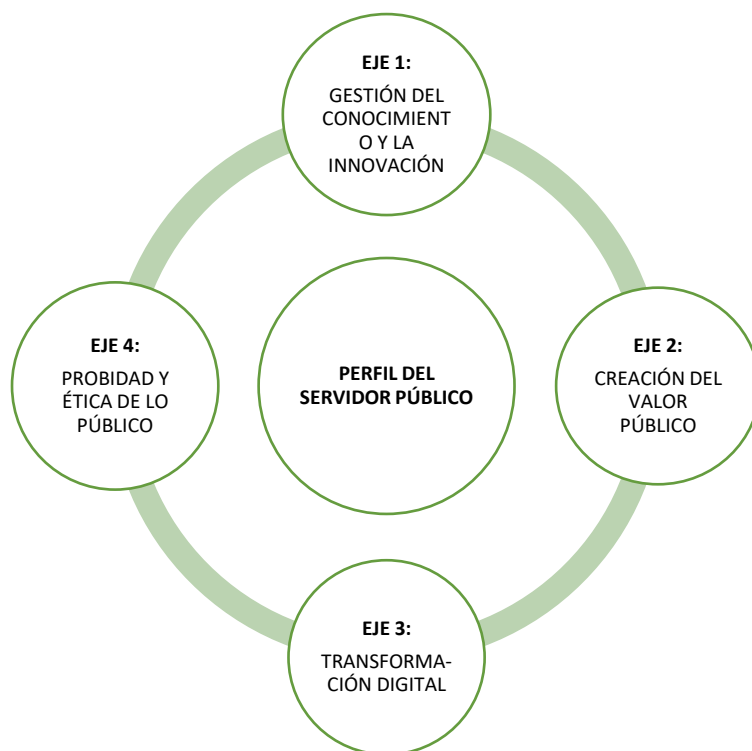 EJE 1:
GESTIÓN DEL
CONOCIMIENT
O Y LA
INNOVACIÓN
EJE 4:
PROBIDAD Y
ÉTICA DE LO
PÚBLICO
PERFIL DEL
SERVIDOR PÚBLICO
EJE 2:
CREACIÓN DEL
VALOR
PÚBLICO
EJE 3:
TRANSFORMA-
CIÓN DIGITAL